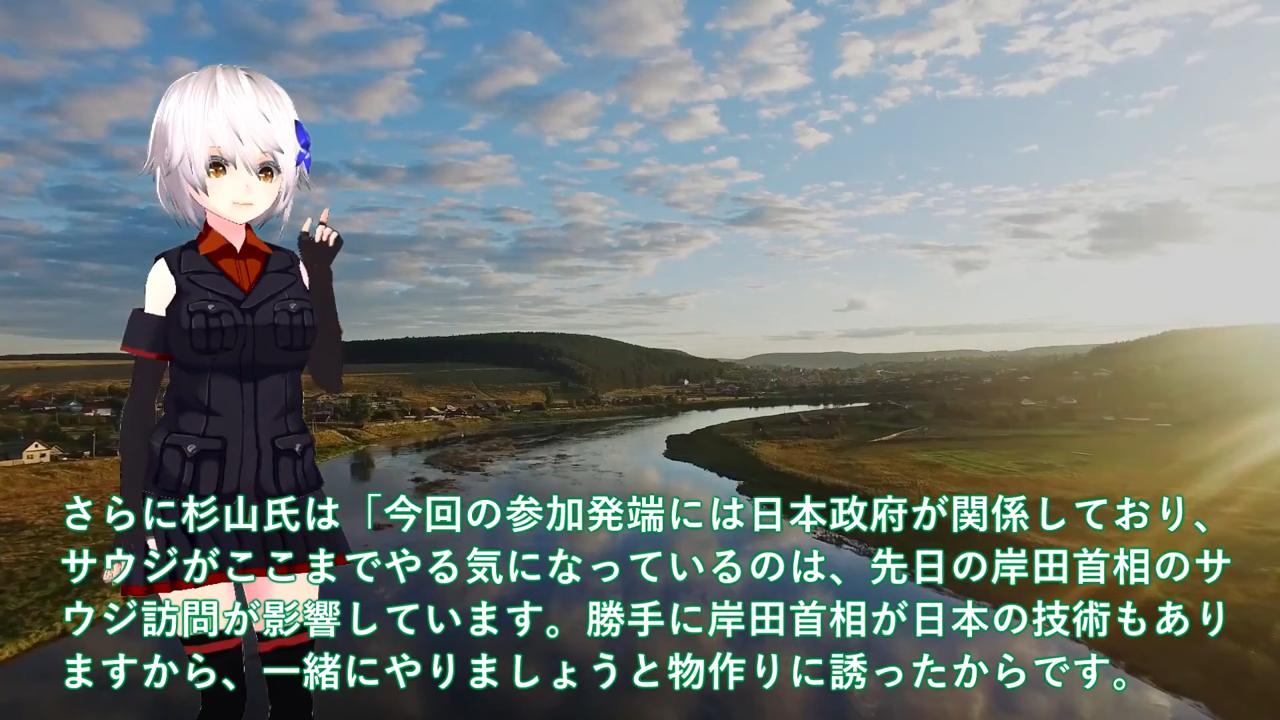 さらに杉山氏は「今回の参加発端には日本政府が関係しており、
サウジがここまでやる気になっているのは、先日の岸田首相のサ
ウジ訪問が影響しています。勝手に岸田首相が日本の技術もあり
ますから、一緒にやりましょうと物作りに誘ったからです。